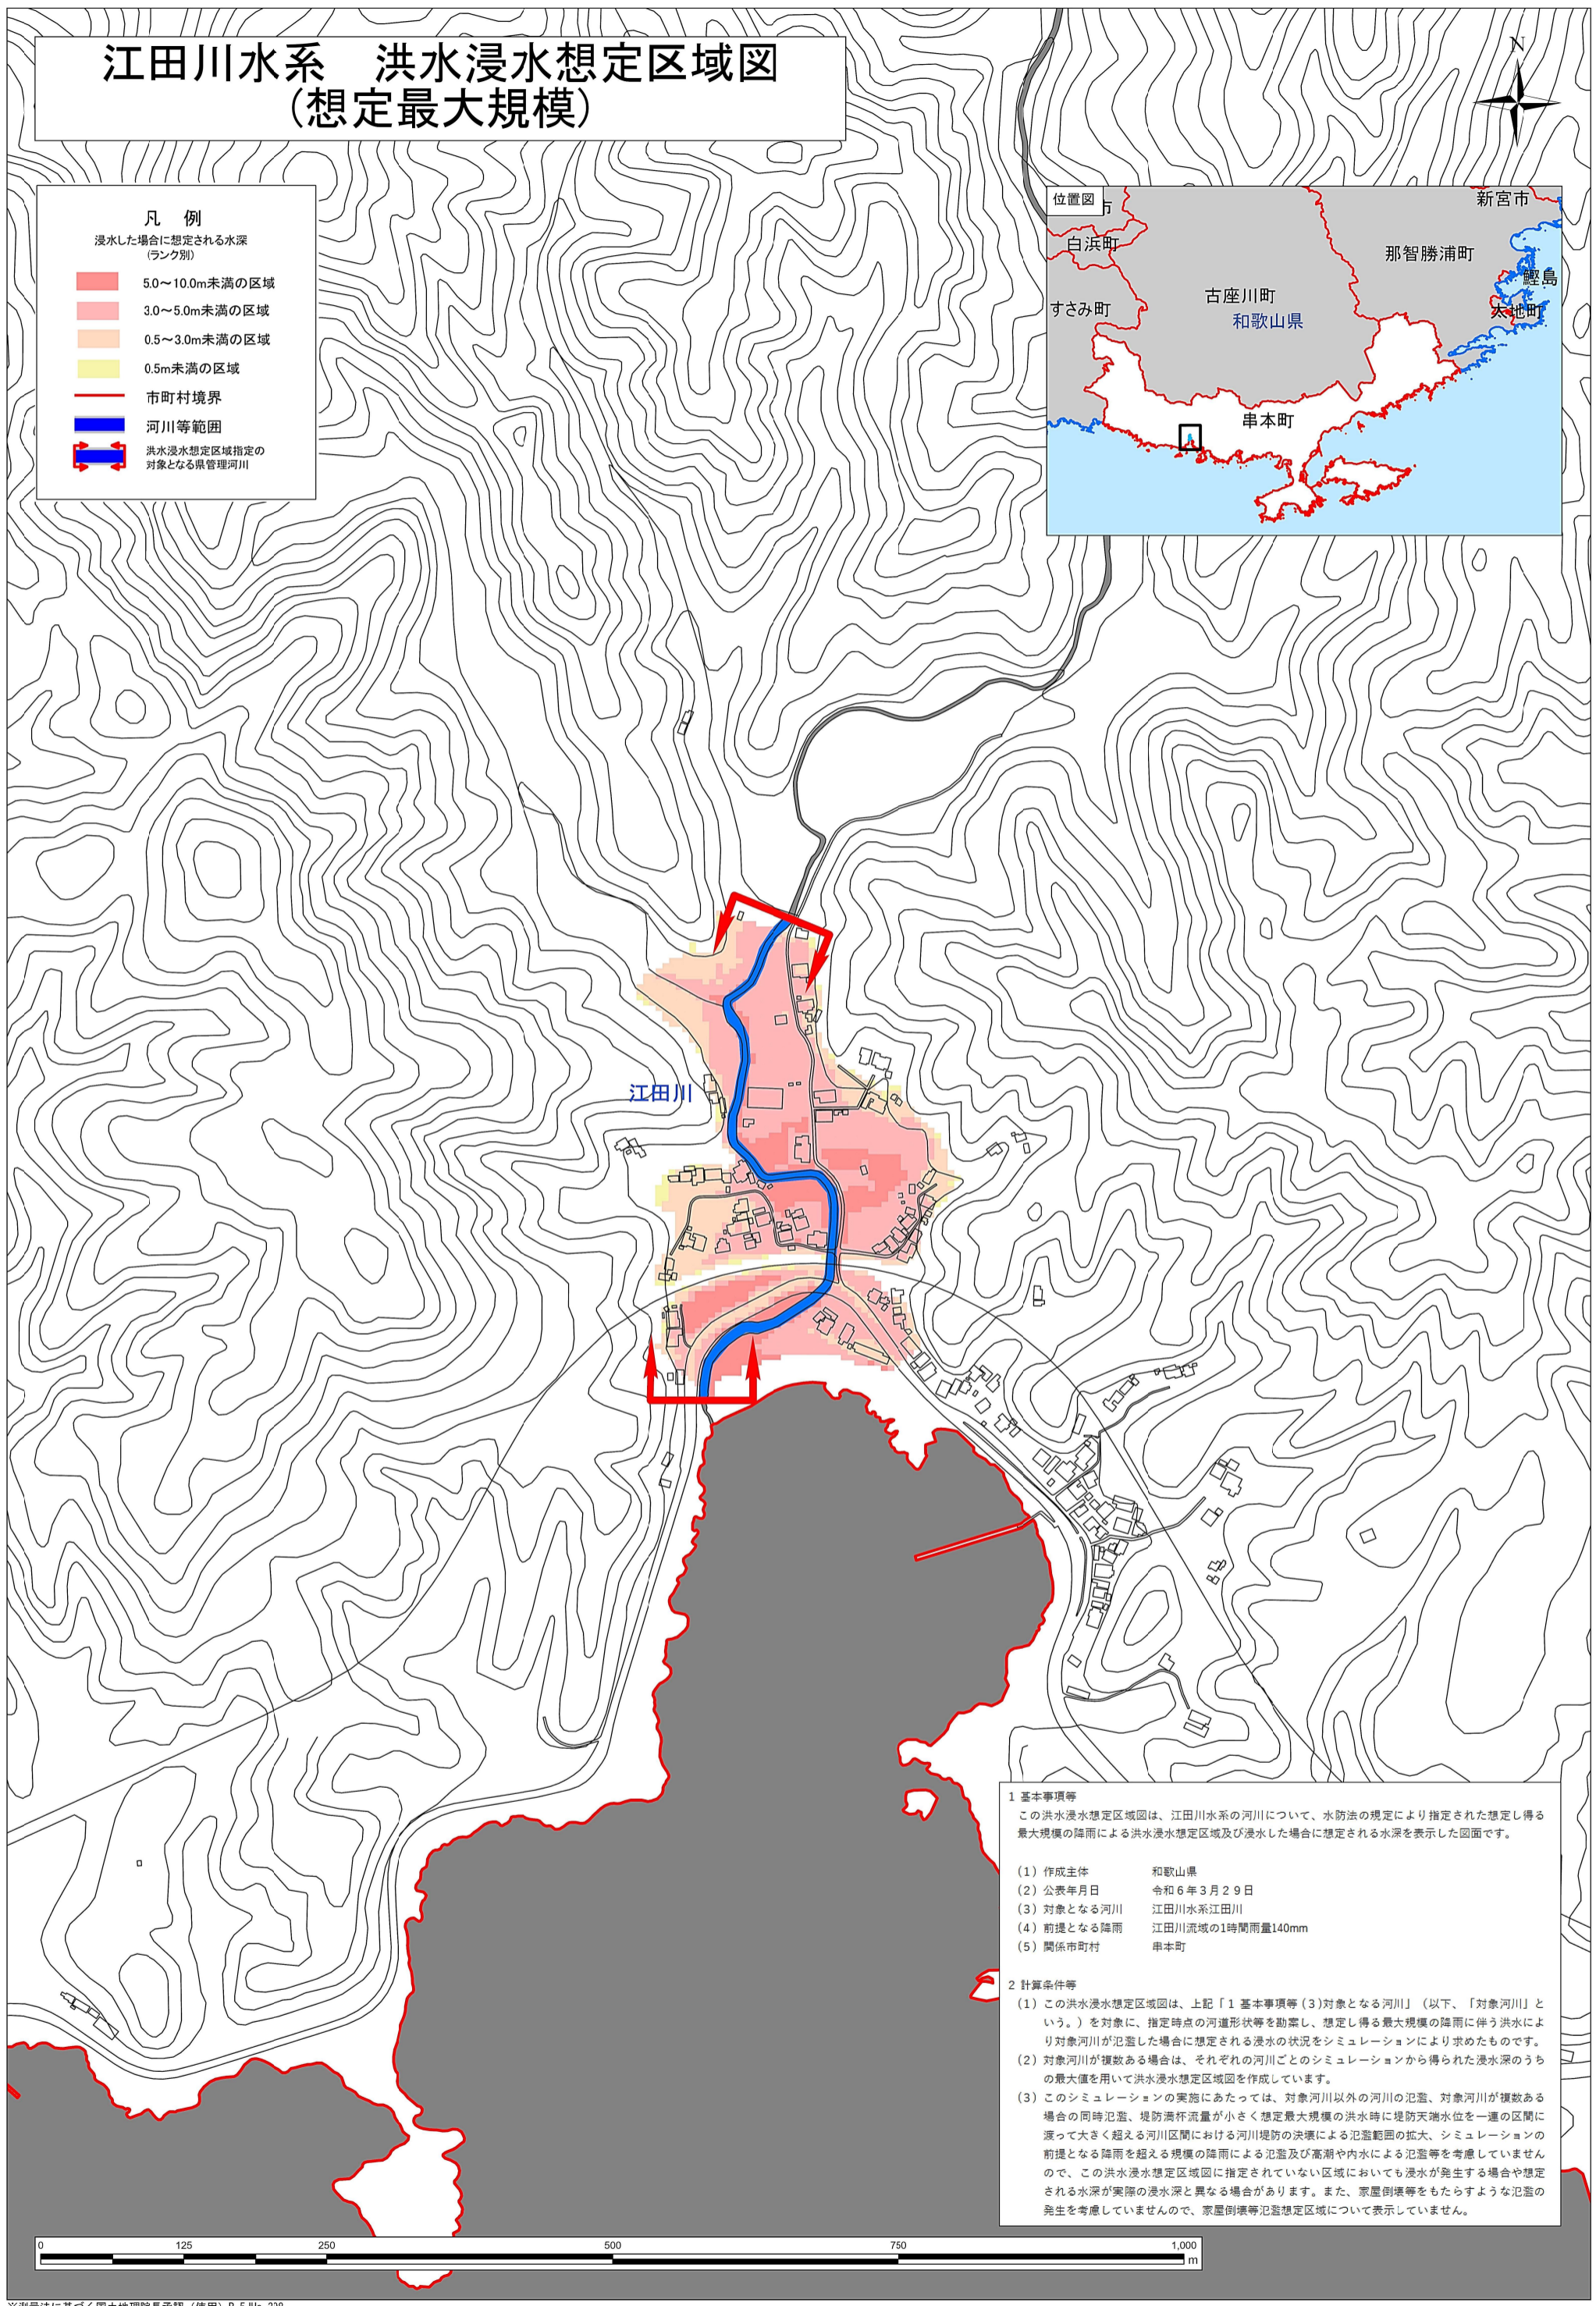 江田川水系　洪水浸水想定区域図
(想定最大規模)
N
凡　例
浸水した場合に想定される水深
(ランク別)
5.0～10.0m未満の区域
3.0～5.0m未満の区域
0.5～3.0m未満の区域
0.5m未満の区域
市町村境界
河川等範囲
洪水浸水想定区域指定の
対象となる県管理河川
位置図
市
新宮市
白浜町
那智勝浦町
鰹島
古座川町
すさみ町
太地町
和歌山県
串本町
江田川
1 基本事項等
この洪水浸水想定区域図は、江田川水系の河川について、水防法の規定により指定された想定し得る
最大規模の降雨による洪水浸水想定区域及び浸水した場合に想定される水深を表示した図面です。
(1) 作成主体　和歌山県
(2) 公表年月日　令和６年３月２９日
(3) 対象となる河川　江田川水系江田川
(4) 前提となる降雨　江田川流域の1時間雨量140mm
(5) 関係市町村　串本町
2 計算条件等
(1) この洪水浸水想定区域図は、上記「1 基本事項等(3)対象となる河川」（以下、「対象河川」と
いう。）を対象に、指定時点の河道形状等を勘案し、想定し得る最大規模の降雨に伴う洪水によ
り対象河川が氾濫した場合に想定される浸水の状況をシミュレーションにより求めたものです。
(2) 対象河川が複数ある場合は、それぞれの河川ごとのシミュレーションから得られた浸水深のうち
の最大値を用いて洪水浸水想定区域図を作成しています。
(3) このシミュレーションの実施にあたっては、対象河川以外の河川の氾濫、対象河川が複数ある
場合の同時氾濫、堤防満杯流量が小さく想定最大規模の洪水時に堤防天端水位を一連の区間に
渡って大きく超える河川区間における河川堤防の決壊による氾濫範囲の拡大、シミュレーションの
前提となる降雨を超える規模の降雨による氾濫及び高潮や内水による氾濫等を考慮していません
ので、この洪水浸水想定区域図に指定されていない区域においても浸水が発生する場合や想定
される水深が実際の浸水深と異なる場合があります。また、家屋倒壊等をもたらすような氾濫の
発生を考慮していませんので、家屋倒壊等氾濫想定区域について表示していません。
0 125 250 500 750 1,000
m